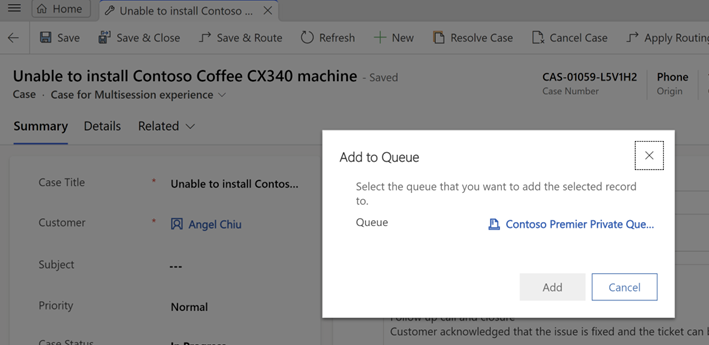 Home
Unable to install Contoso ...
Save
Save & Close
Save & Route
Refresh
New
Resolve Case
Cancel Case
Apply Routing
Unable to install Contoso Coffee CX340 machine - Saved
Case · Case for Multisession experience
CAS-01059-L5V1H2
Case Number
Phone
Origin
Summary
Details
Related
Case Title * Unable to install Contos...
Customer * Angel Chiu
Subject ---
Priority Normal
Case Status In Progress
Add to Queue
Select the queue that you want to add the selected record
to.
Queue Contoso Premier Private Que...
Add
Cancel
Follow up call and closure
Customer acknowledged that the issue is fixed and the ticket can b